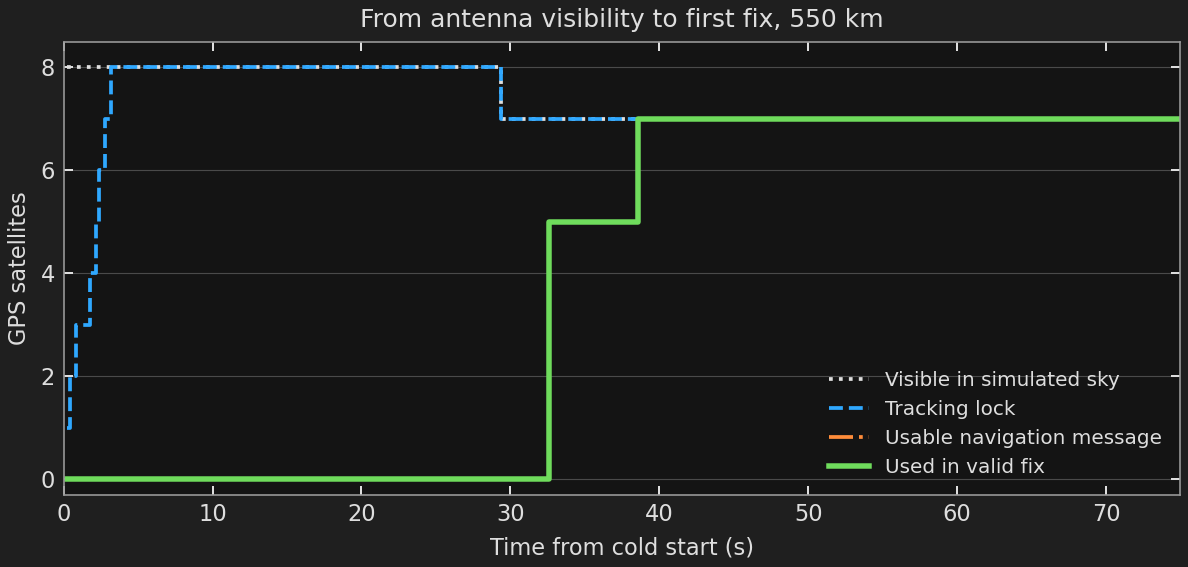 From antenna visibility to first fix, 550 km
GPS satellites
8
6
4
2
0
Visible in simulated sky
Tracking lock
Usable navigation message
Used in valid fix
0 10 20 30 40 50 60 70
Time from cold start (s)